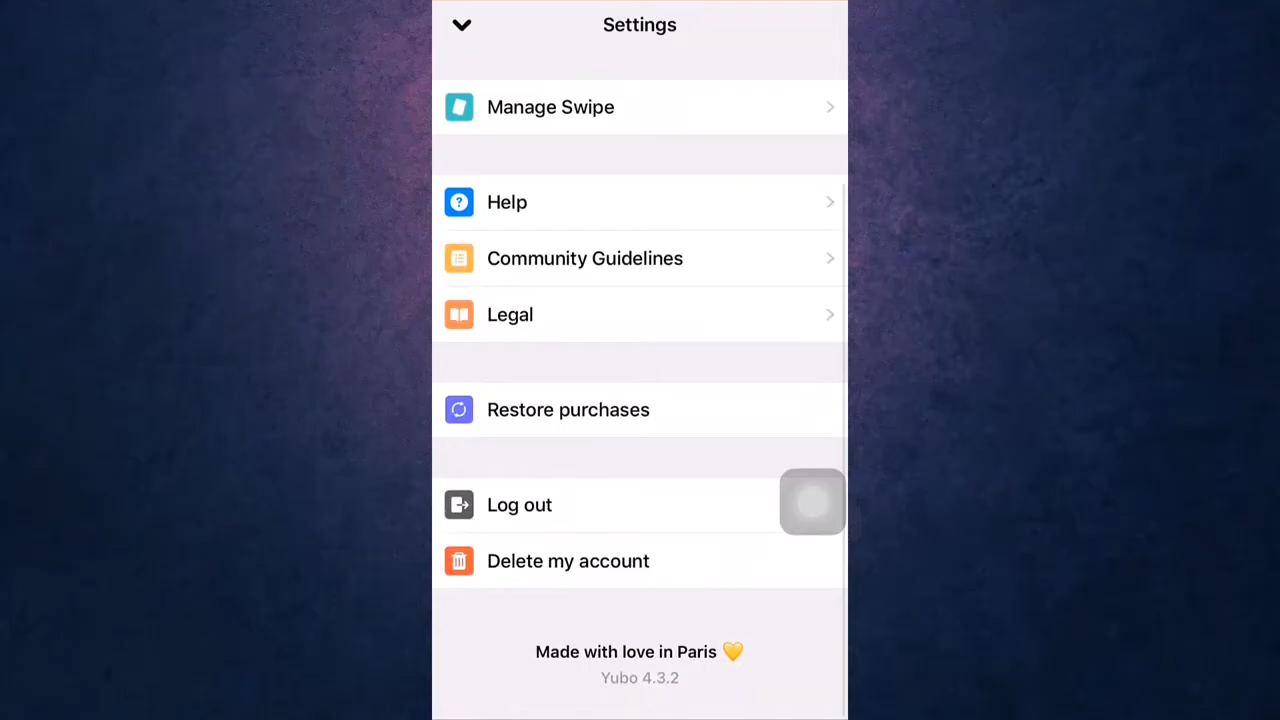 Settings
Manage Swipe
Help
Community Guidelines
Legal
Restore purchases
Log out
Delete my account
Made with love in Paris 💛
Yubo 4.3.2